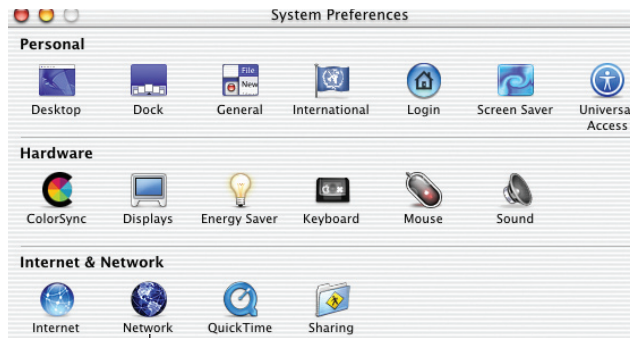 System Preferences
Personal
File
New
Desktop Dock General International Login Screen Saver Universa
Access
Hardware
ColorSync Displays Energy Saver Keyboard Mouse Sound
Internet & Network
Internet Network QuickTime Sharing